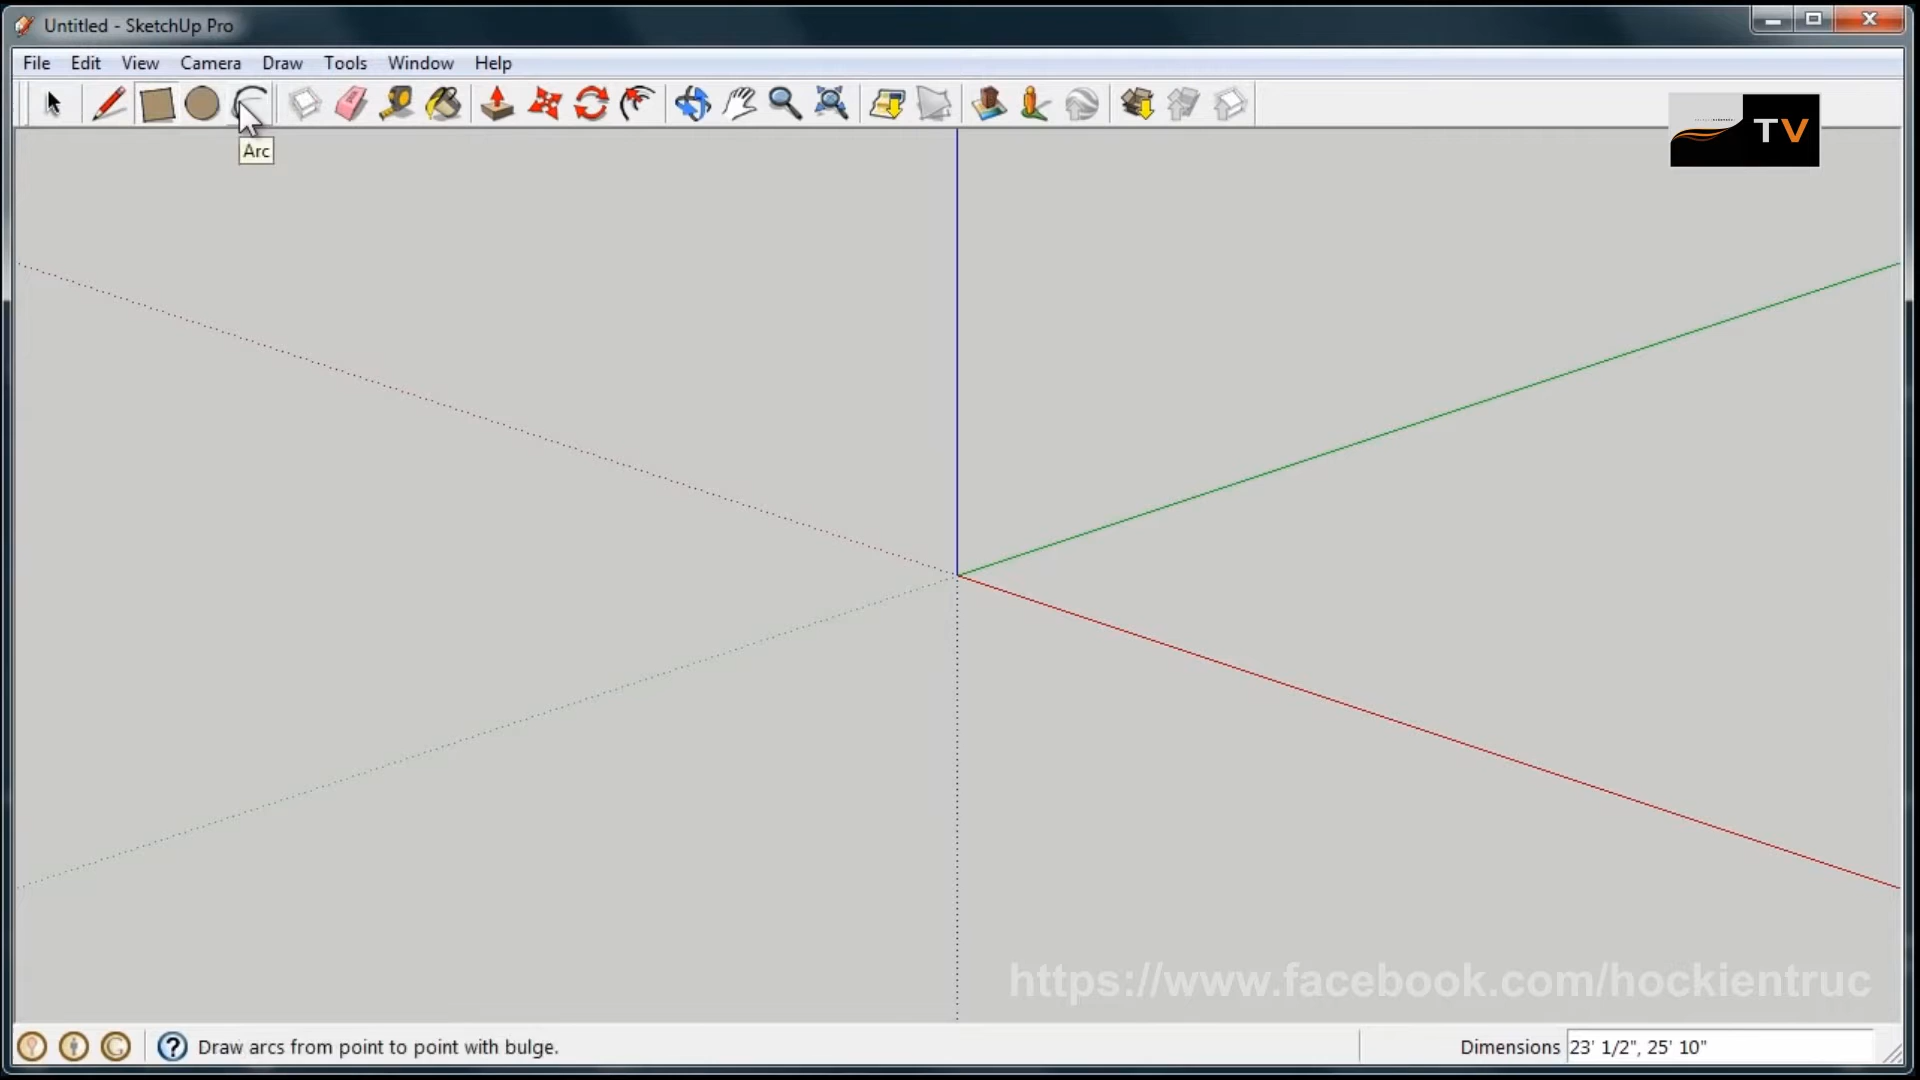 Untitled - SketchUp Pro
File Edit View Camera Draw Tools Window Help
Arc
TV
https://www.facebook.com/hockientruc
Draw arcs from point to point with bulge.
Dimensions 23' 1/2", 25' 10"